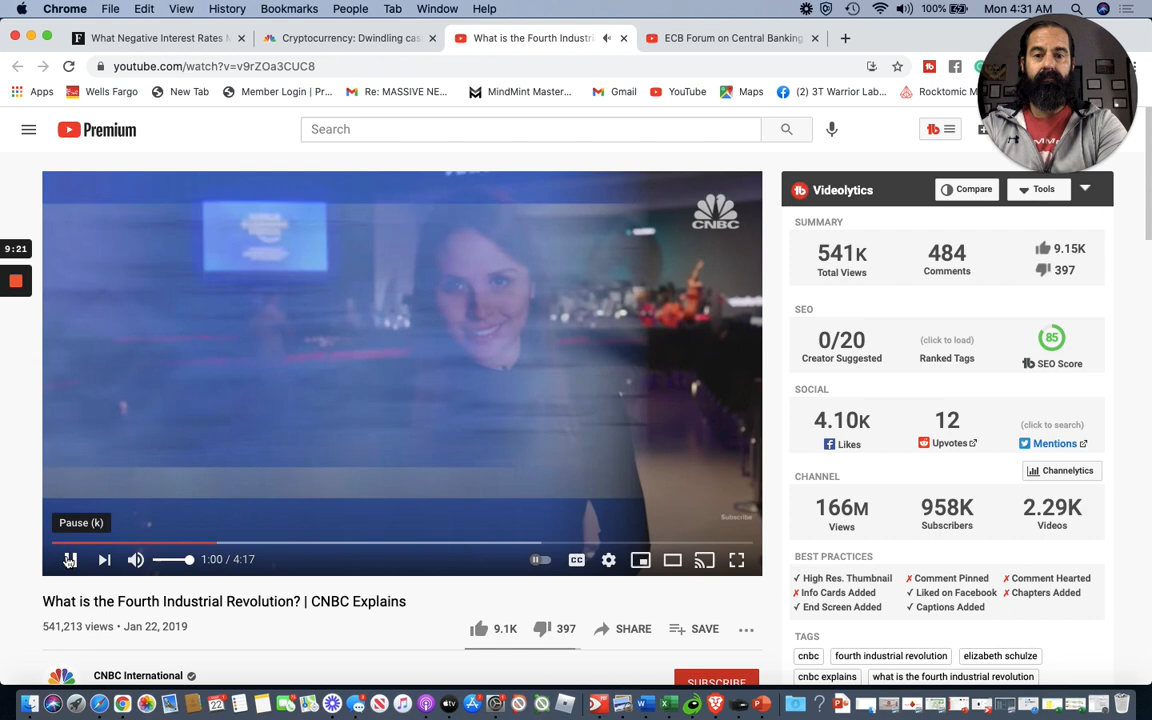 Chrome File Edit View History Bookmarks People Tab Window Help 100% Mon 4:31 AM
What Negative Interest Rates M Cryptocurrency: Dwindling cas What is the Fourth Industri ECB Forum on Central Banking
youtube.com/watch?v=v9rZOa3CUC8
Apps Wells Fargo New Tab Member Login | Pr... Re: MASSIVE NE... MindMint Master... Gmail YouTube Maps (2) 3T Warrior Lab... Rocktomic M
Premium Search
CNBC
Videolytics Compare Tools
SUMMARY
541K 484 9.15K
Total Views Comments 397
9:21
SEO
0/20 (click to load) 85
Creator Suggested Ranked Tags SEO Score
SOCIAL
4.10K 12 (click to search)
Likes Upvotes Mentions
CHANNEL Channelytics
166M 958K 2.29K
Views Subscribers Videos
Subscribe
Pause (k)
1:00 / 4:17 CC
BEST PRACTICES
✓ High Res. Thumbnail ✗ Comment Pinned ✗ Comment Hearted
✗ Info Cards Added ✓ Liked on Facebook ✗ Chapters Added
✓ End Screen Added ✓ Captions Added
What is the Fourth Industrial Revolution? | CNBC Explains
541,213 views • Jan 22, 2019
9.1K 397 SHARE SAVE ...
TAGS
cnbc fourth industrial revolution elizabeth schulze
cnbc explains what is the fourth industrial revolution
CNBC International
SUBSCRIBE
22